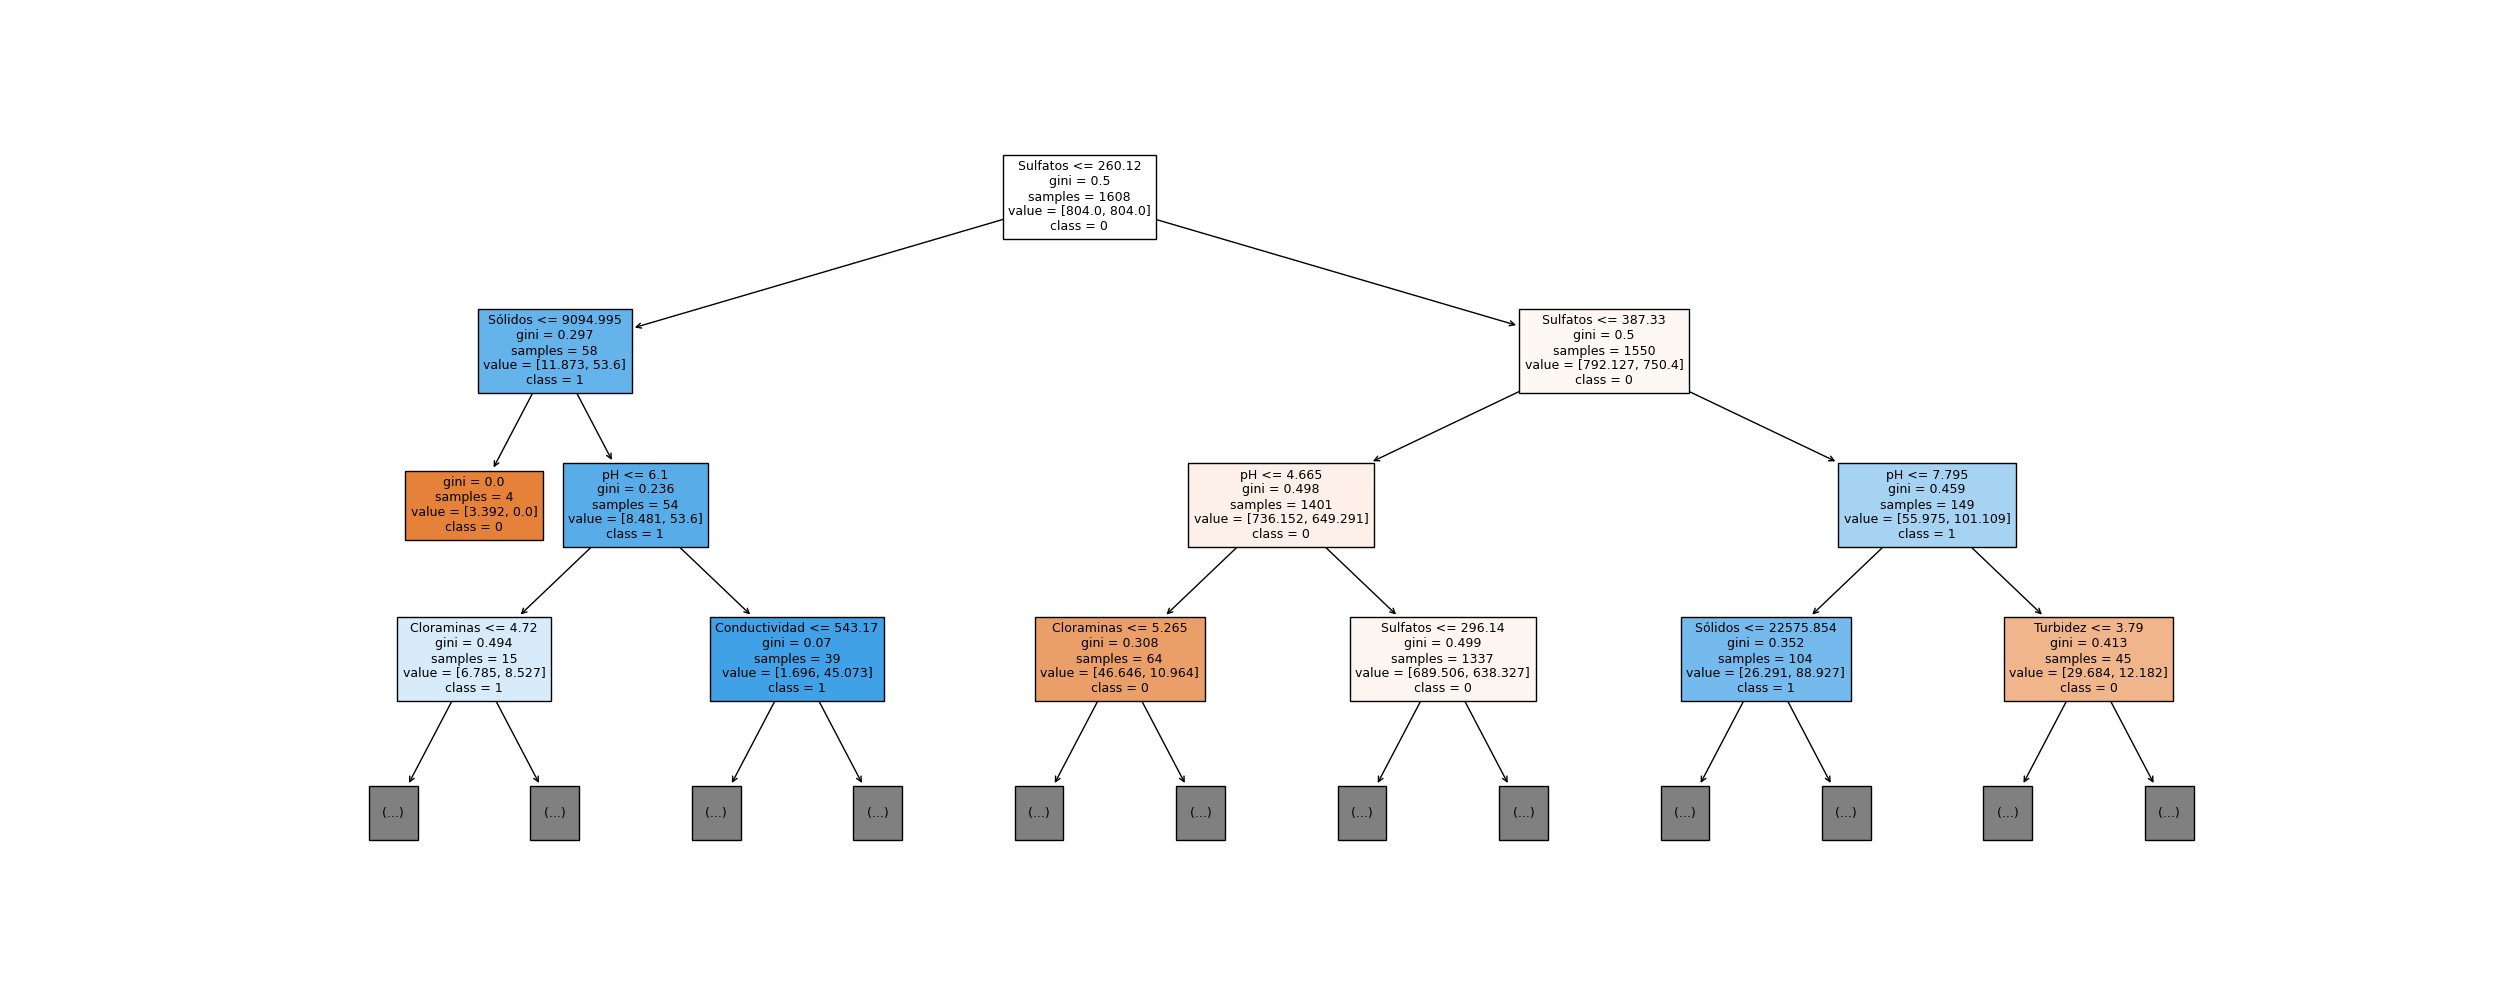 Sulfatos <= 260.12
gini = 0.5
samples = 1608
value = [804.0, 804.0]
class = 0
Sólidos <= 9094.995
gini = 0.297
samples = 58
value = [11.873, 53.6]
class = 1
Sulfatos <= 387.33
gini = 0.5
samples = 1550
value = [792.127, 750.4]
class = 0
gini = 0.0
samples = 4
value = [3.392, 0.0]
class = 0
pH <= 6.1
gini = 0.236
samples = 54
value = [8.481, 53.6]
class = 1
pH <= 4.665
gini = 0.498
samples = 1401
value = [736.152, 649.291]
class = 0
pH <= 7.795
gini = 0.459
samples = 149
value = [55.975, 101.109]
class = 1
Cloraminas <= 4.72
gini = 0.494
samples = 15
value = [6.785, 8.527]
class = 1
Conductividad <= 543.17
gini = 0.07
samples = 39
value = [1.696, 45.073]
class = 1
Cloraminas <= 5.265
gini = 0.308
samples = 64
value = [46.646, 10.964]
class = 0
Sulfatos <= 296.14
gini = 0.499
samples = 1337
value = [689.506, 638.327]
class = 0
Sólidos <= 22575.854
gini = 0.352
samples = 104
value = [26.291, 88.927]
class = 1
Turbidez <= 3.79
gini = 0.413
samples = 45
value = [29.684, 12.182]
class = 0
(...)
(...)
(...)
(...)
(...)
(...)
(...)
(...)
(...)
(...)
(...)
(...)